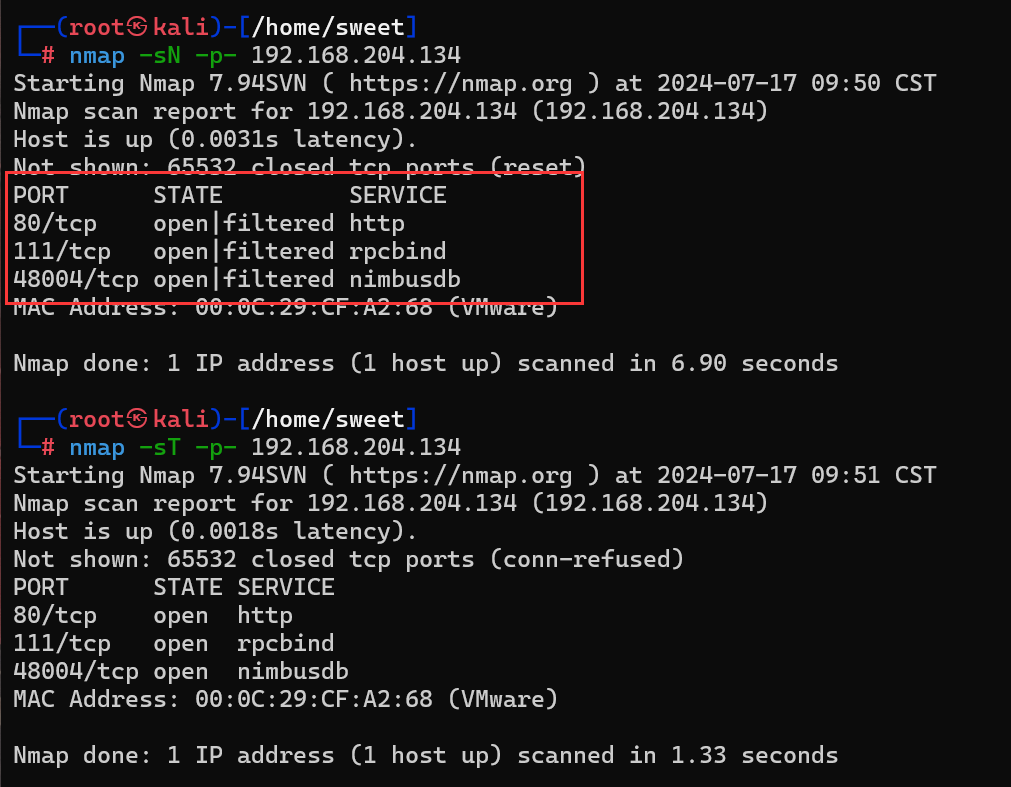 ┌──(root㉿kali)-[/home/sweet]
└─# nmap -sN -p- 192.168.204.134
Starting Nmap 7.94SVN ( https://nmap.org ) at 2024-07-17 09:50 CST
Nmap scan report for 192.168.204.134 (192.168.204.134)
Host is up (0.0031s latency).
Not shown: 65532 closed tcp ports (reset)
PORT      STATE         SERVICE
80/tcp    open|filtered http
111/tcp   open|filtered rpcbind
48004/tcp open|filtered nimbusdb
MAC Address: 00:0C:29:CF:A2:68 (VMware)
Nmap done: 1 IP address (1 host up) scanned in 6.90 seconds
┌──(root㉿kali)-[/home/sweet]
└─# nmap -sT -p- 192.168.204.134
Starting Nmap 7.94SVN ( https://nmap.org ) at 2024-07-17 09:51 CST
Nmap scan report for 192.168.204.134 (192.168.204.134)
Host is up (0.0018s latency).
Not shown: 65532 closed tcp ports (conn-refused)
PORT      STATE SERVICE
80/tcp    open  http
111/tcp   open  rpcbind
48004/tcp open  nimbusdb
MAC Address: 00:0C:29:CF:A2:68 (VMware)
Nmap done: 1 IP address (1 host up) scanned in 1.33 seconds